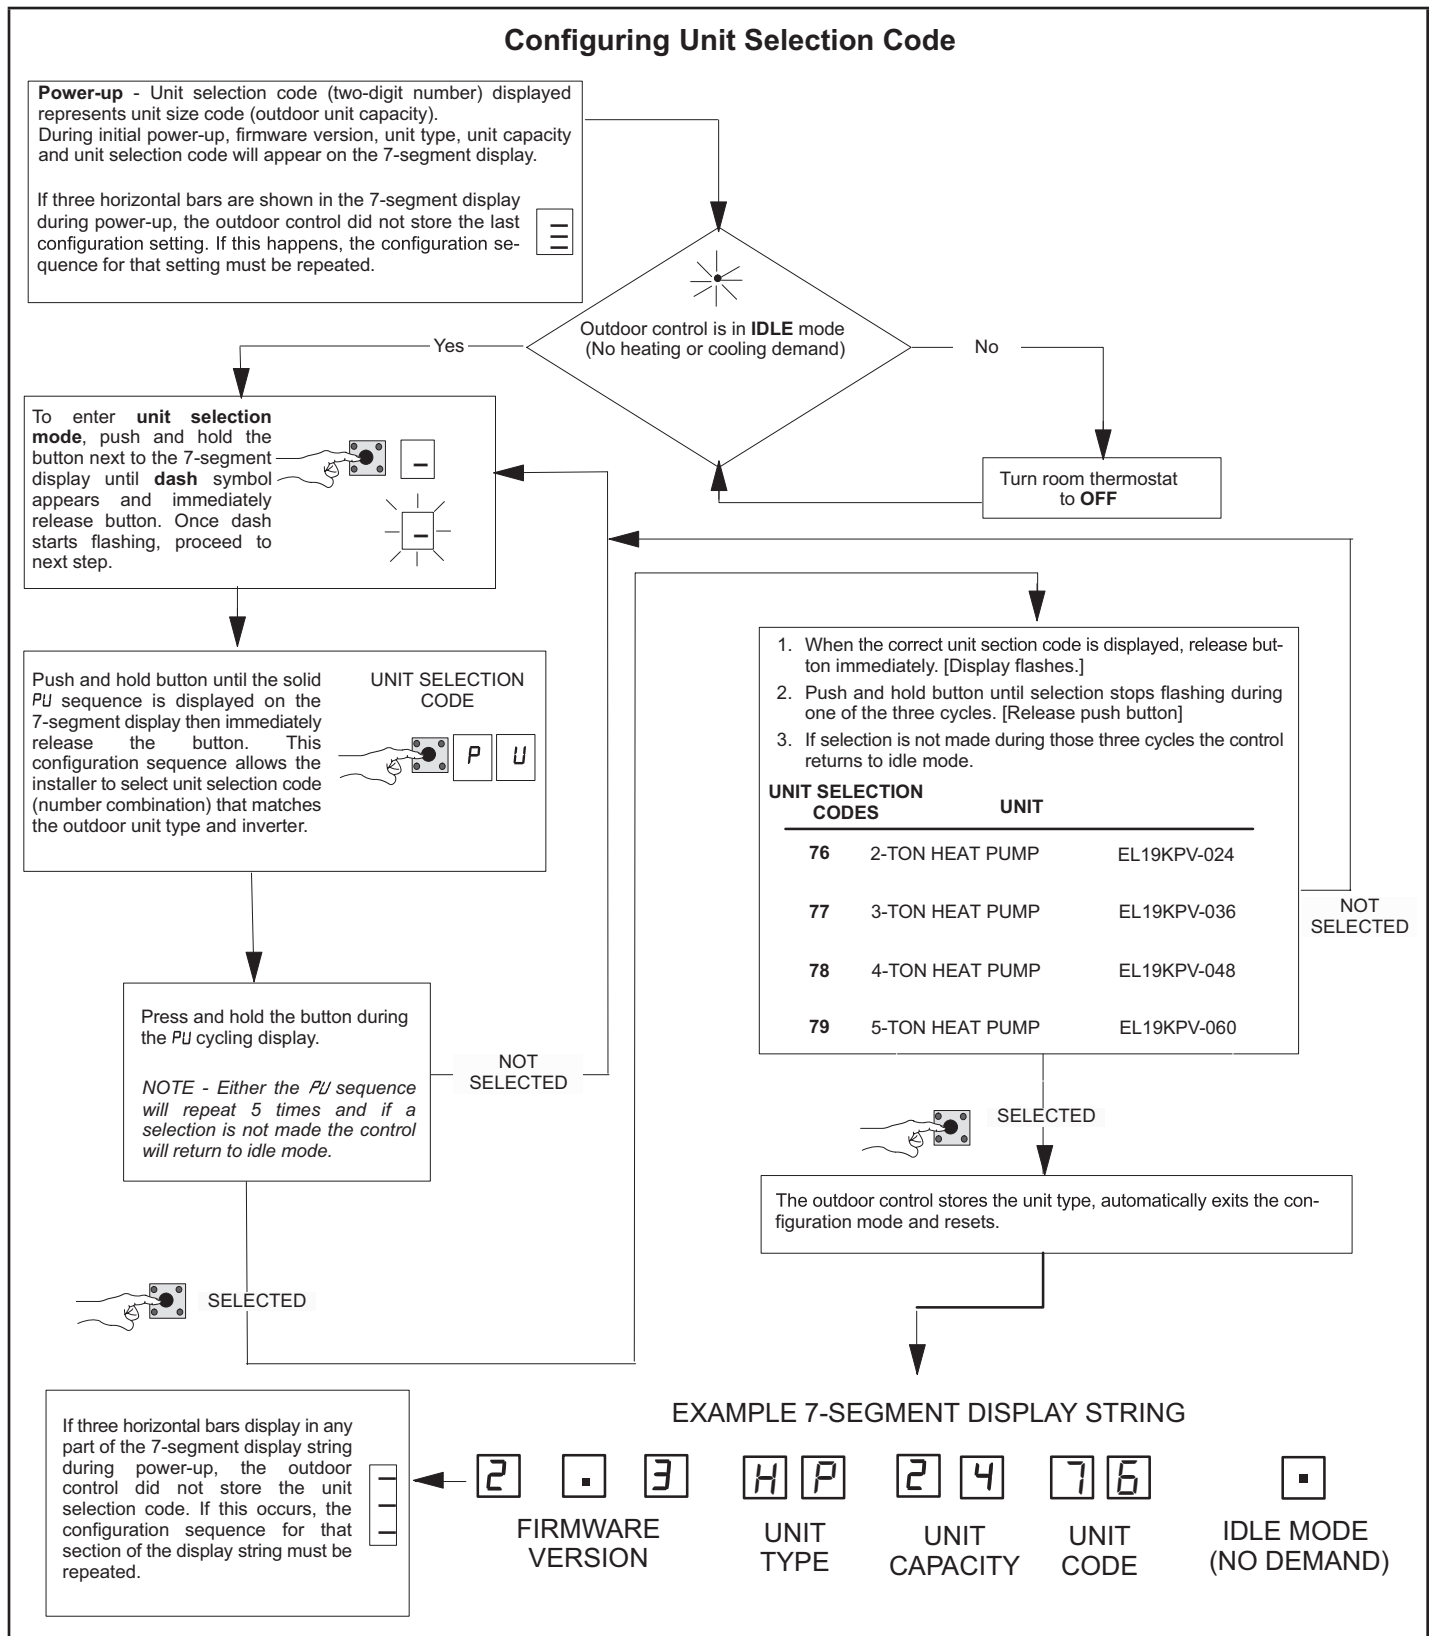 Configuring Unit Selection Code
Power-up - Unit selection code (two-digit number) displayed
represents unit size code (outdoor unit capacity).
During initial power-up, firmware version, unit type, unit capacity
and unit selection code will appear on the 7-segment display.
If three horizontal bars are shown in the 7-segment display
during power-up, the outdoor control did not store the last
configuration setting. If this happens, the configuration se-
quence for that setting must be repeated.
Outdoor control is in IDLE mode
(No heating or cooling demand)
Yes
No
Turn room thermostat
to OFF
To enter unit selection
mode, push and hold the
button next to the 7-segment
display until dash symbol
appears and immediately
release button. Once dash
starts flashing, proceed to
next step.
Push and hold button until the solid
PU sequence is displayed on the
7-segment display then immediately
release the button. This
configuration sequence allows the
installer to select unit selection code
(number combination) that matches
the outdoor unit type and inverter.
UNIT SELECTION
CODE
P U
Press and hold the button during
the PU cycling display.
NOTE - Either the PU sequence
will repeat 5 times and if a
selection is not made the control
will return to idle mode.
NOT
SELECTED
SELECTED
1. When the correct unit section code is displayed, release but-
ton immediately. [Display flashes.]
2. Push and hold button until selection stops flashing during
one of the three cycles. [Release push button]
3. If selection is not made during those three cycles the control
returns to idle mode.
UNIT SELECTION
CODES UNIT
76 2-TON HEAT PUMP EL19KPV-024
77 3-TON HEAT PUMP EL19KPV-036
78 4-TON HEAT PUMP EL19KPV-048
79 5-TON HEAT PUMP EL19KPV-060
NOT
SELECTED
SELECTED
The outdoor control stores the unit type, automatically exits the con-
figuration mode and resets.
If three horizontal bars display in any
part of the 7-segment display string
during power-up, the outdoor
control did not store the unit
selection code. If this occurs, the
configuration sequence for that
section of the display string must be
repeated.
EXAMPLE 7-SEGMENT DISPLAY STRING
2 . 3 H P 2 4 7 6 .
FIRMWARE
VERSION
UNIT
TYPE
UNIT
CAPACITY
UNIT
CODE
IDLE MODE
(NO DEMAND)